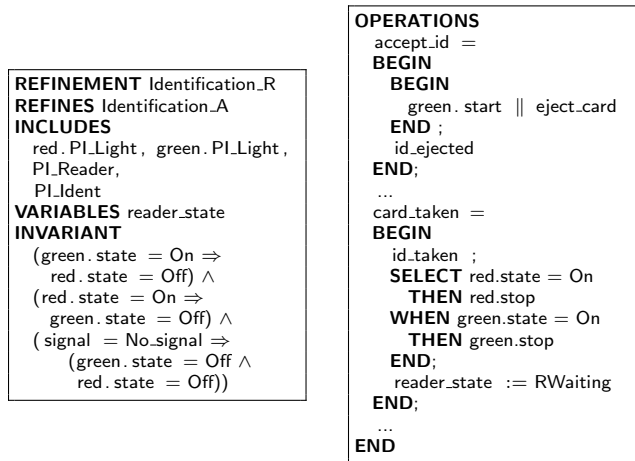 REFINEMENT Identification_R
REFINES Identification_A
INCLUDES
red.PI_Light, green.PI_Light,
PI_Reader,
PI_Ident
VARIABLES reader_state
INVARIANT
(green.state = On ⇒
red.state = Off) ∧
(red.state = On ⇒
green.state = Off) ∧
(signal = No_signal ⇒
(green.state = Off ∧
red.state = Off))
OPERATIONS
accept_id =
BEGIN
BEGIN
green.start || eject_card
END ;
id_ejected
END;
...
card_taken =
BEGIN
id_taken ;
SELECT red.state = On
THEN red.stop
WHEN green.state = On
THEN green.stop
END;
reader_state := RWaiting
END;
...
END